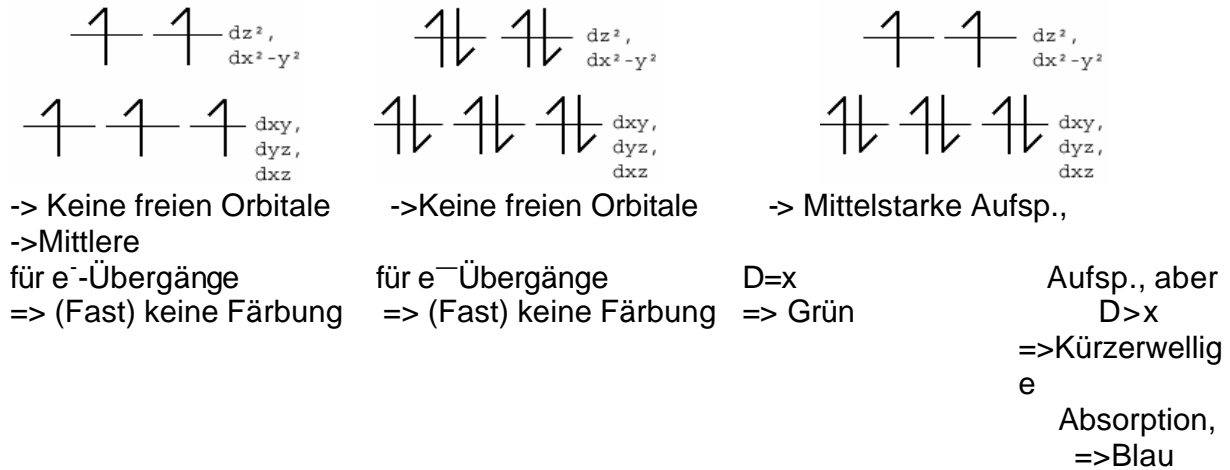 dz², dz², dz²,
dx²-y² dx²-y² dx²-y²
dxy, dxy, dxy,
dyz, dyz, dyz,
dxz dxz dxz
-> Keine freien Orbitale ->Keine freien Orbitale -> Mittelstarke Aufsp.,
->Mittlere
für e⁻-Übergänge für e⁻⁻Übergänge D=x Aufsp., aber
=> (Fast) keine Färbung => (Fast) keine Färbung => Grün D>x
=>Kürzerwellig
e
Absorption,
=>Blau